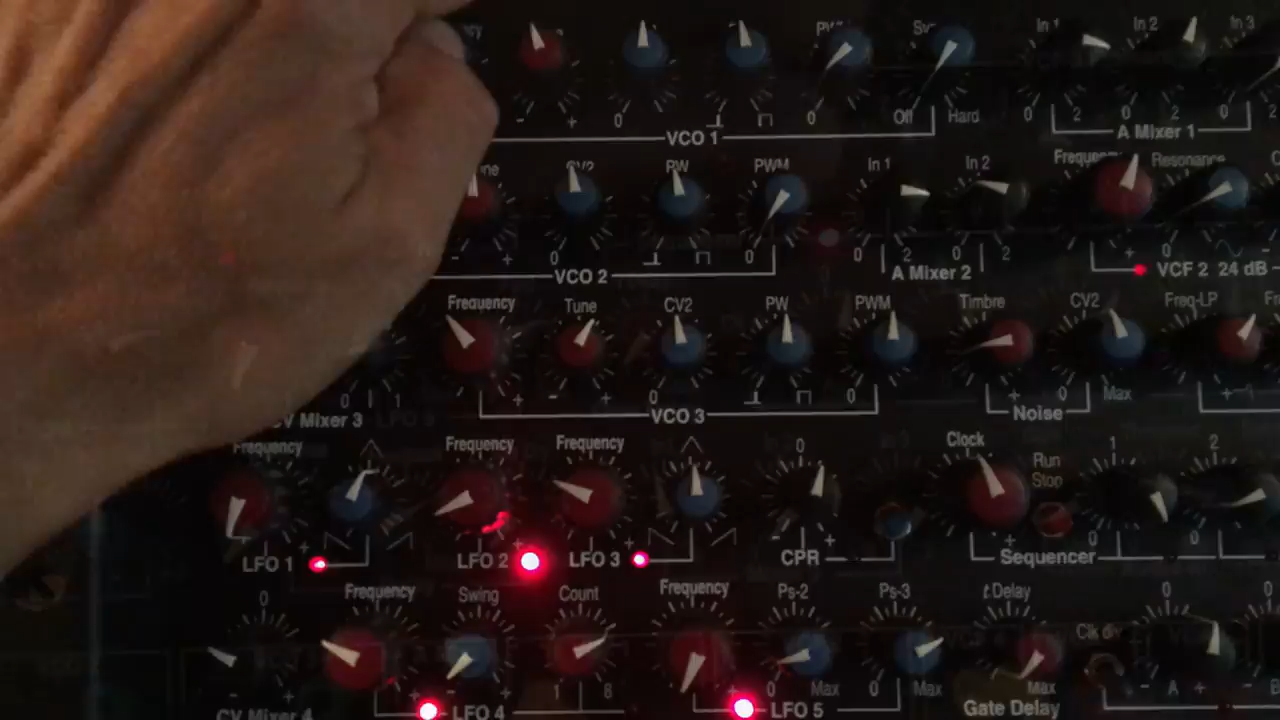 In 1 In 2 In 3
0 + 0 0 Off Hard 0 2 0 2 0
VCO 1 A Mixer 1
CV2 PW PWM In 1 In 2 Frequency Resonance
- + 0 0 0 2 0 2 +
VCO 2 A Mixer 2 VCF 2 24 dB
Frequency Tune CV2 PW PWM Timbre CV2 Freq-LP
0 1 + - + 0 0 + 0 Max +
CV Mixer 3 VCO 3 Noise
Frequency Frequency Frequency 0 Clock Run Stop 1 2
+ + + - + + 0 0
LFO 1 LFO 2 LFO 3 CPR Sequencer
0 Frequency Swing Count Frequency Ps-2 Ps-3 t.Delay 0
- + - + 1 8 + 0 Max 0 Max Max - A +
CV Mixer 4 LFO 4 LFO 5 Gate Delay